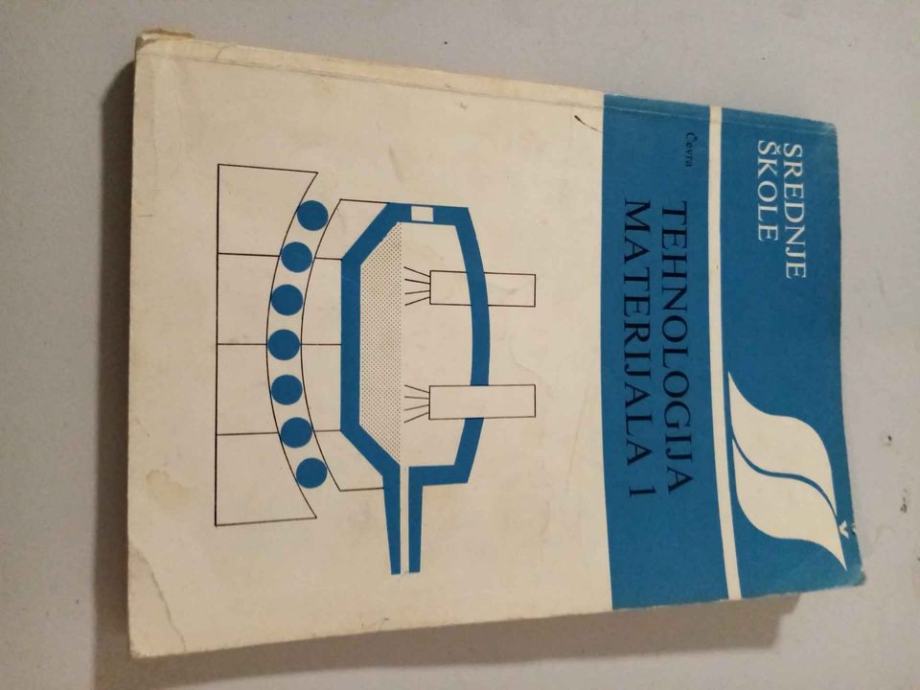 SREDNJE
ŠKOLE
Čevra
TEHNOLOGIJA
MATERIJALA 1